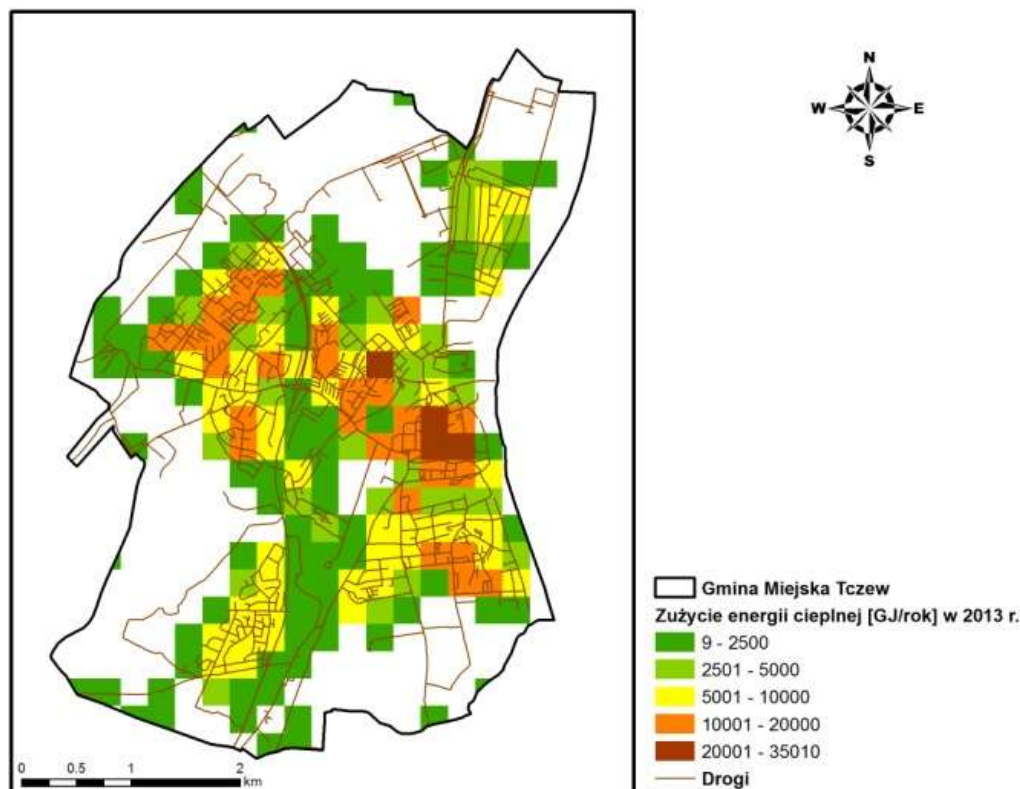 N
W E
S
Gmina Miejska Tczew
Zużycie energii cieplnej [GJ/rok] w 2013 r.
9 - 2500
2501 - 5000
5001 - 10000
10001 - 20000
20001 - 35010
Drogi
0 0.5 1 2
km